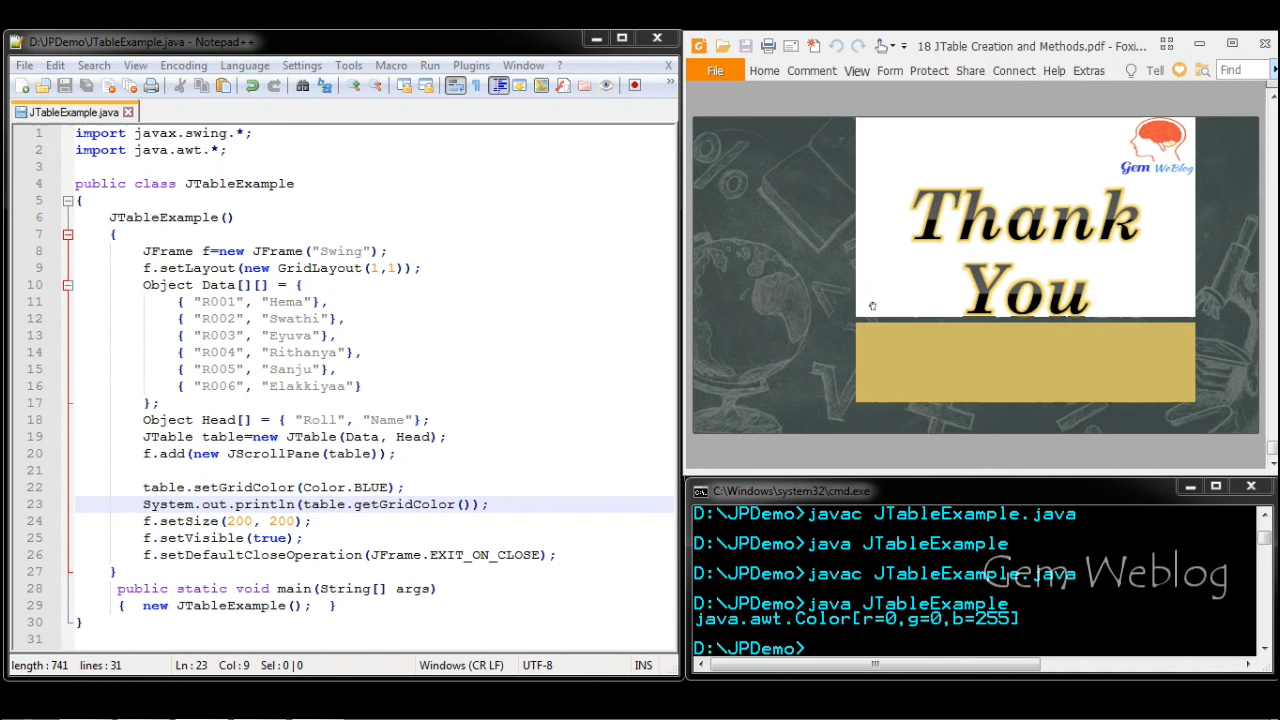 D:\JPDemo\JTableExample.java - Notepad++
File Edit Search View Encoding Language Settings Tools Macro Run Plugins Window ? X
JTableExample.java
1 import javax.swing.*;
2 import java.awt.*;
3
4 public class JTableExample
5 {
6 JTableExample()
7 {
8 JFrame f=new JFrame("Swing");
9 f.setLayout(new GridLayout(1,1));
10 Object Data[][] = {
11 { "R001", "Hema"},
12 { "R002", "Swathi"},
13 { "R003", "Eyuva"},
14 { "R004", "Rithanya"},
15 { "R005", "Sanju"},
16 { "R006", "Elakkiyaa"}
17 };
18 Object Head[] = { "Roll", "Name"};
19 JTable table=new JTable(Data, Head);
20 f.add(new JScrollPane(table));
21
22 table.setGridColor(Color.BLUE);
23 System.out.println(table.getGridColor());
24 f.setSize(200, 200);
25 f.setVisible(true);
26 f.setDefaultCloseOperation(JFrame.EXIT_ON_CLOSE);
27 }
28 public static void main(String[] args)
29 { new JTableExample(); }
30 }
31
length : 741 lines : 31 Ln : 23 Col : 9 Sel : 0 | 0 Windows (CR LF) UTF-8 INS
18 JTable Creation and Methods.pdf - Foxi...
File Home Comment View Form Protect Share Connect Help Extras Tell Find
Gem WeBlog
Thank
You
C:\Windows\system32\cmd.exe
D:\JPDemo>javac JTableExample.java
D:\JPDemo>java JTableExample
D:\JPDemo>javac JTableExample.java
D:\JPDemo>java JTableExample
java.awt.Color[r=0,g=0,b=255]
D:\JPDemo>
Gem Weblog